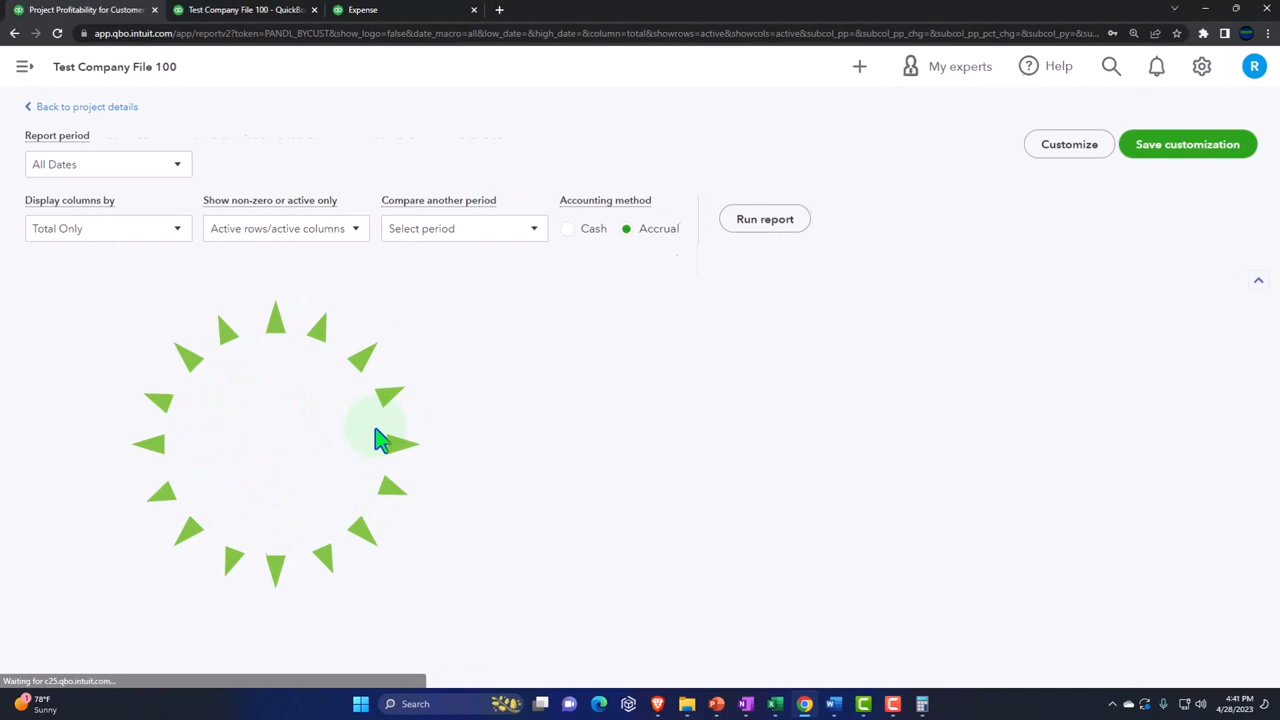 Project Profitability for Customer
Test Company File 100 - QuickBo
Expense
app.qbo.intuit.com/app/reportv2?token=PANDL_BYCUST&show_logo=false&date_macro=all&low_date=&high_date=&column=total&showrows=active&showcols=active&subcol_pp=&subcol_pp_chg=&subcol_pp_pct_chg=&subcol_py=&su...
Test Company File 100
My experts
Help
R
Back to project details
Report period
All Dates
Customize
Save customization
Display columns by
Show non-zero or active only
Compare another period
Accounting method
Total Only
Active rows/active columns
Select period
Cash
Accrual
Run report
Waiting for c25.qbo.intuit.com...
1
78°F
Sunny
Search
4:41 PM
4/28/2023